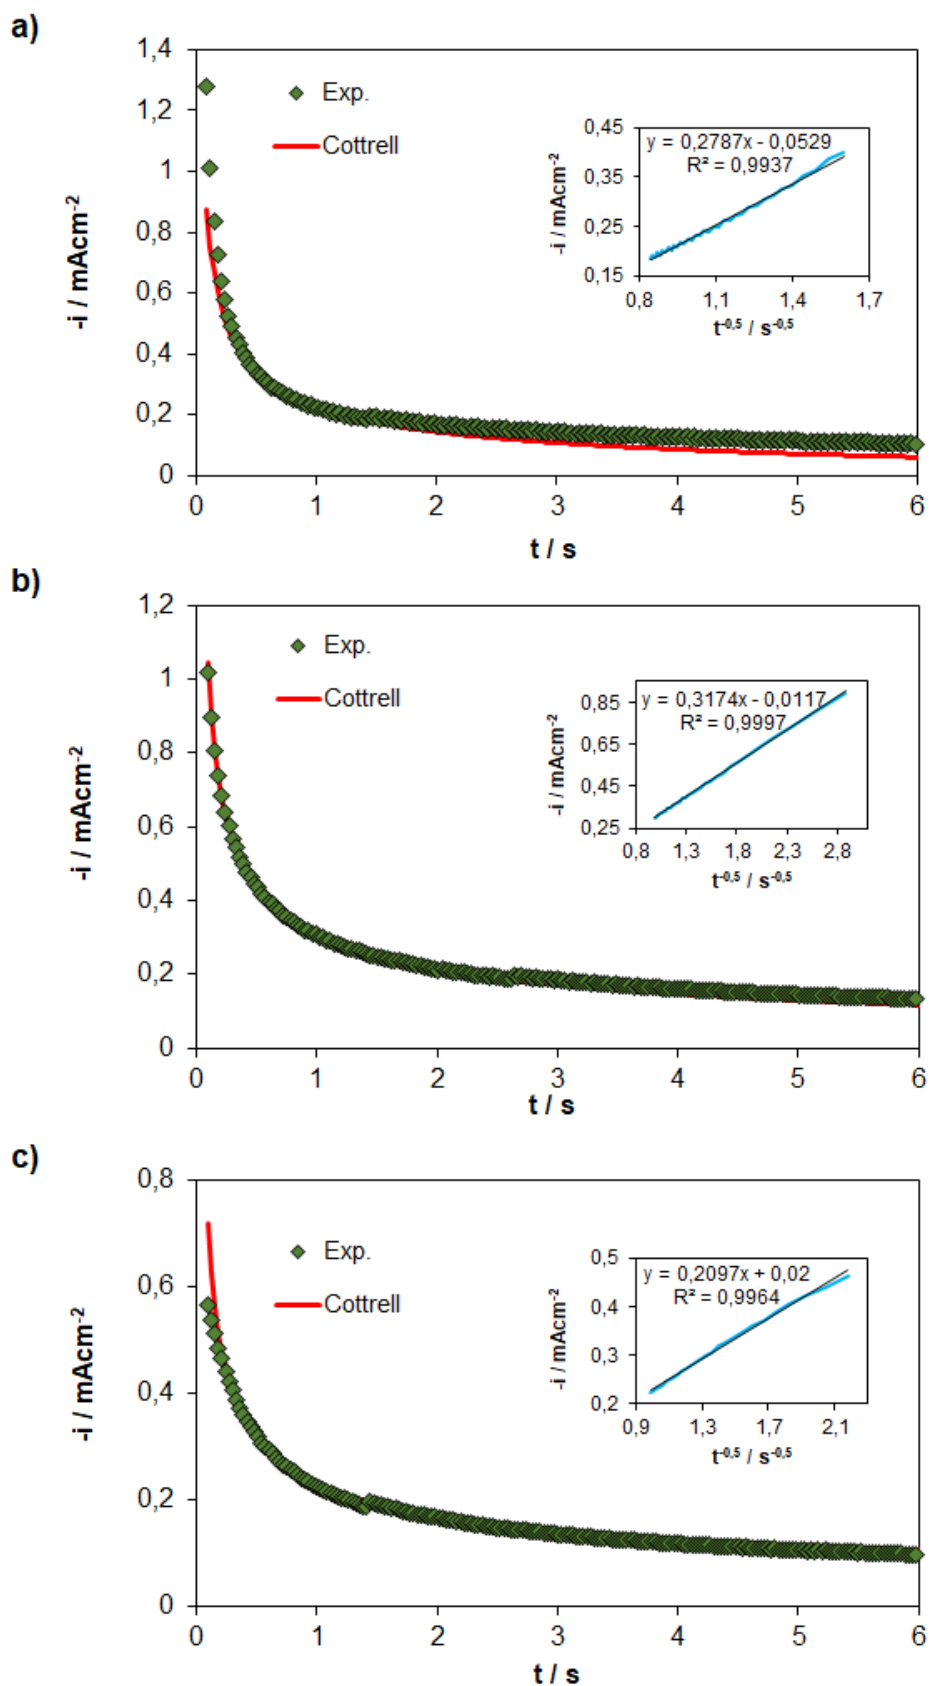 a)
1,4
1,2
1
0,8
0,6
0,4
0,2
0
-i / mAcm⁻²
Exp.
Cottrell
0,45
0,35
0,25
0,15
-i / mAcm⁻²
y = 0,2787x - 0,0529
R² = 0,9937
0,8 1,1 1,4 1,7
t⁻⁰,⁵ / s⁻⁰,⁵
0 1 2 3 4 5 6
t / s
b)
1,2
1
0,8
0,6
0,4
0,2
0
-i / mAcm⁻²
Exp.
Cottrell
0,85
0,65
0,45
0,25
-i / mAcm⁻²
y = 0,3174x - 0,0117
R² = 0,9997
0,8 1,3 1,8 2,3 2,8
t⁻⁰,⁵ / s⁻⁰,⁵
0 1 2 3 4 5 6
t / s
c)
0,8
0,6
0,4
0,2
0
-i / mAcm⁻²
Exp.
Cottrell
0,5
0,4
0,3
0,2
-i / mAcm⁻²
y = 0,2097x + 0,02
R² = 0,9964
0,9 1,3 1,7 2,1
t⁻⁰,⁵ / s⁻⁰,⁵
0 1 2 3 4 5 6
t / s